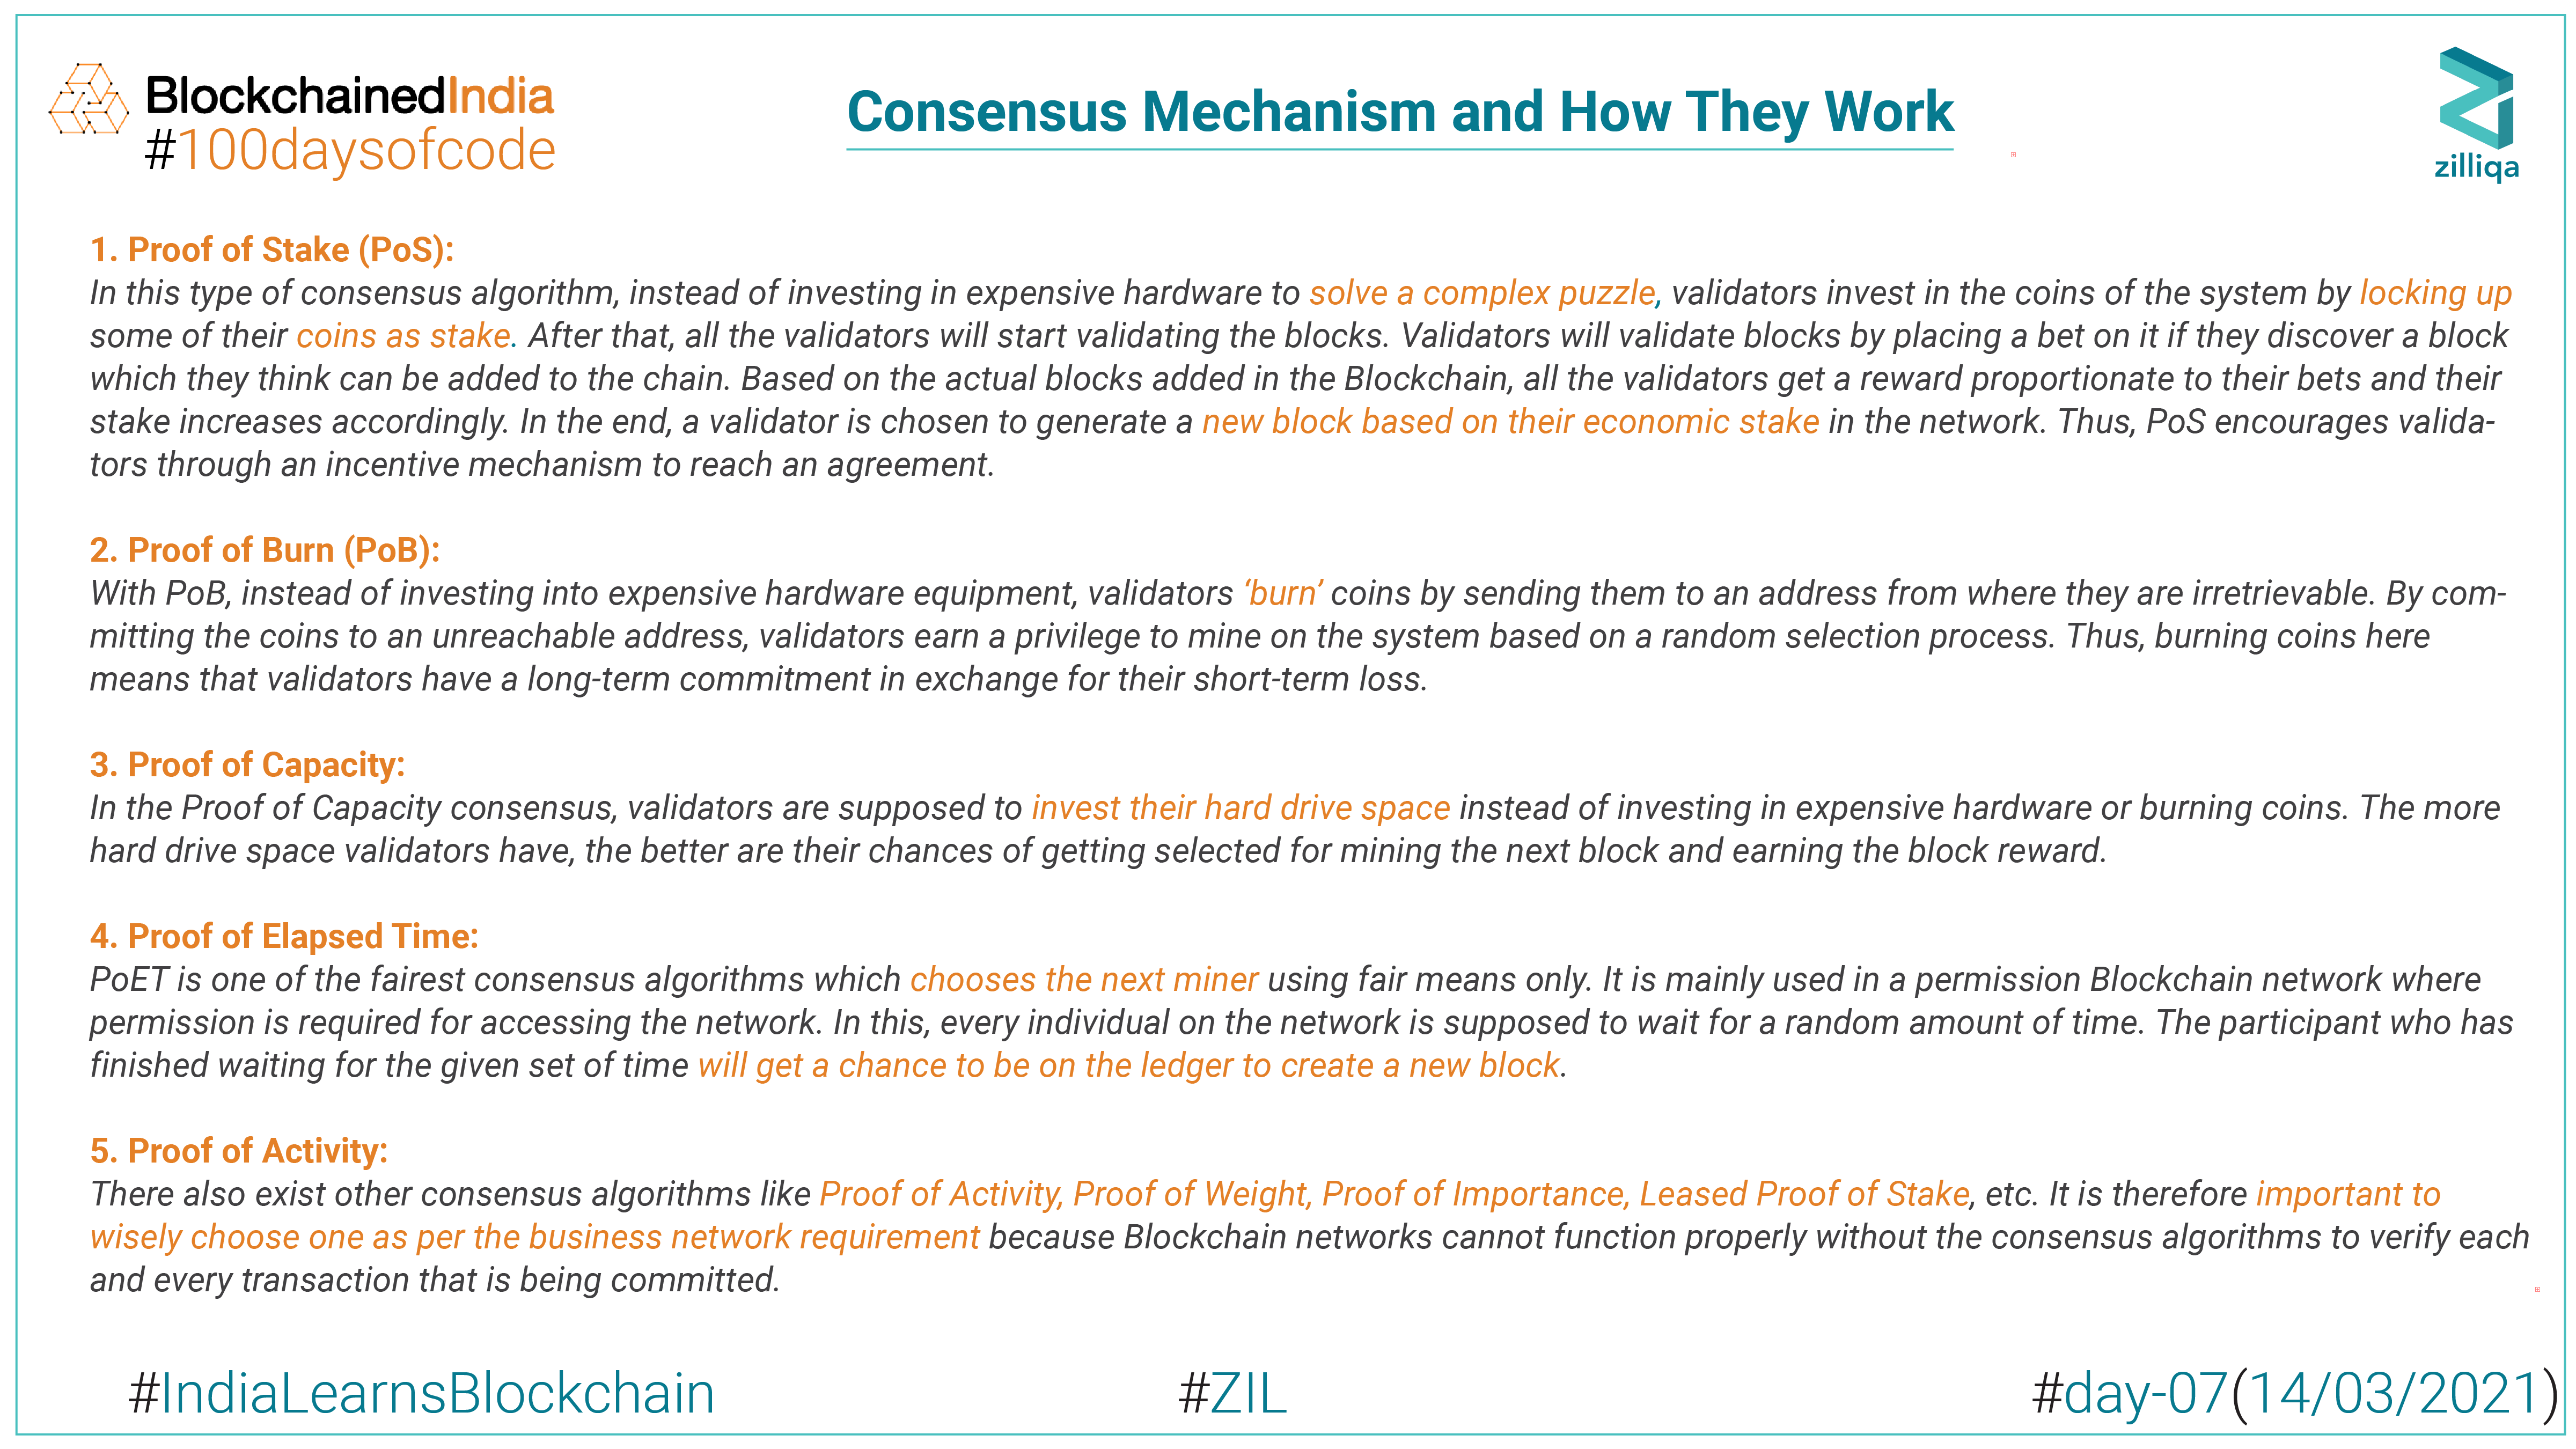 BlockchainedIndia
#100daysofcode
Consensus Mechanism and How They Work
zilliqa
1. Proof of Stake (PoS):
In this type of consensus algorithm, instead of investing in expensive hardware to solve a complex puzzle, validators invest in the coins of the system by locking up
some of their coins as stake. After that, all the validators will start validating the blocks. Validators will validate blocks by placing a bet on it if they discover a block
which they think can be added to the chain. Based on the actual blocks added in the Blockchain, all the validators get a reward proportionate to their bets and their
stake increases accordingly. In the end, a validator is chosen to generate a new block based on their economic stake in the network. Thus, PoS encourages valida-
tors through an incentive mechanism to reach an agreement.
2. Proof of Burn (PoB):
With PoB, instead of investing into expensive hardware equipment, validators ‘burn’ coins by sending them to an address from where they are irretrievable. By com-
mitting the coins to an unreachable address, validators earn a privilege to mine on the system based on a random selection process. Thus, burning coins here
means that validators have a long-term commitment in exchange for their short-term loss.
3. Proof of Capacity:
In the Proof of Capacity consensus, validators are supposed to invest their hard drive space instead of investing in expensive hardware or burning coins. The more
hard drive space validators have, the better are their chances of getting selected for mining the next block and earning the block reward.
4. Proof of Elapsed Time:
PoET is one of the fairest consensus algorithms which chooses the next miner using fair means only. It is mainly used in a permission Blockchain network where
permission is required for accessing the network. In this, every individual on the network is supposed to wait for a random amount of time. The participant who has
finished waiting for the given set of time will get a chance to be on the ledger to create a new block.
5. Proof of Activity:
There also exist other consensus algorithms like Proof of Activity, Proof of Weight, Proof of Importance, Leased Proof of Stake, etc. It is therefore important to
wisely choose one as per the business network requirement because Blockchain networks cannot function properly without the consensus algorithms to verify each
and every transaction that is being committed.
#IndiaLearnsBlockchain
#ZIL
#day-07(14/03/2021)